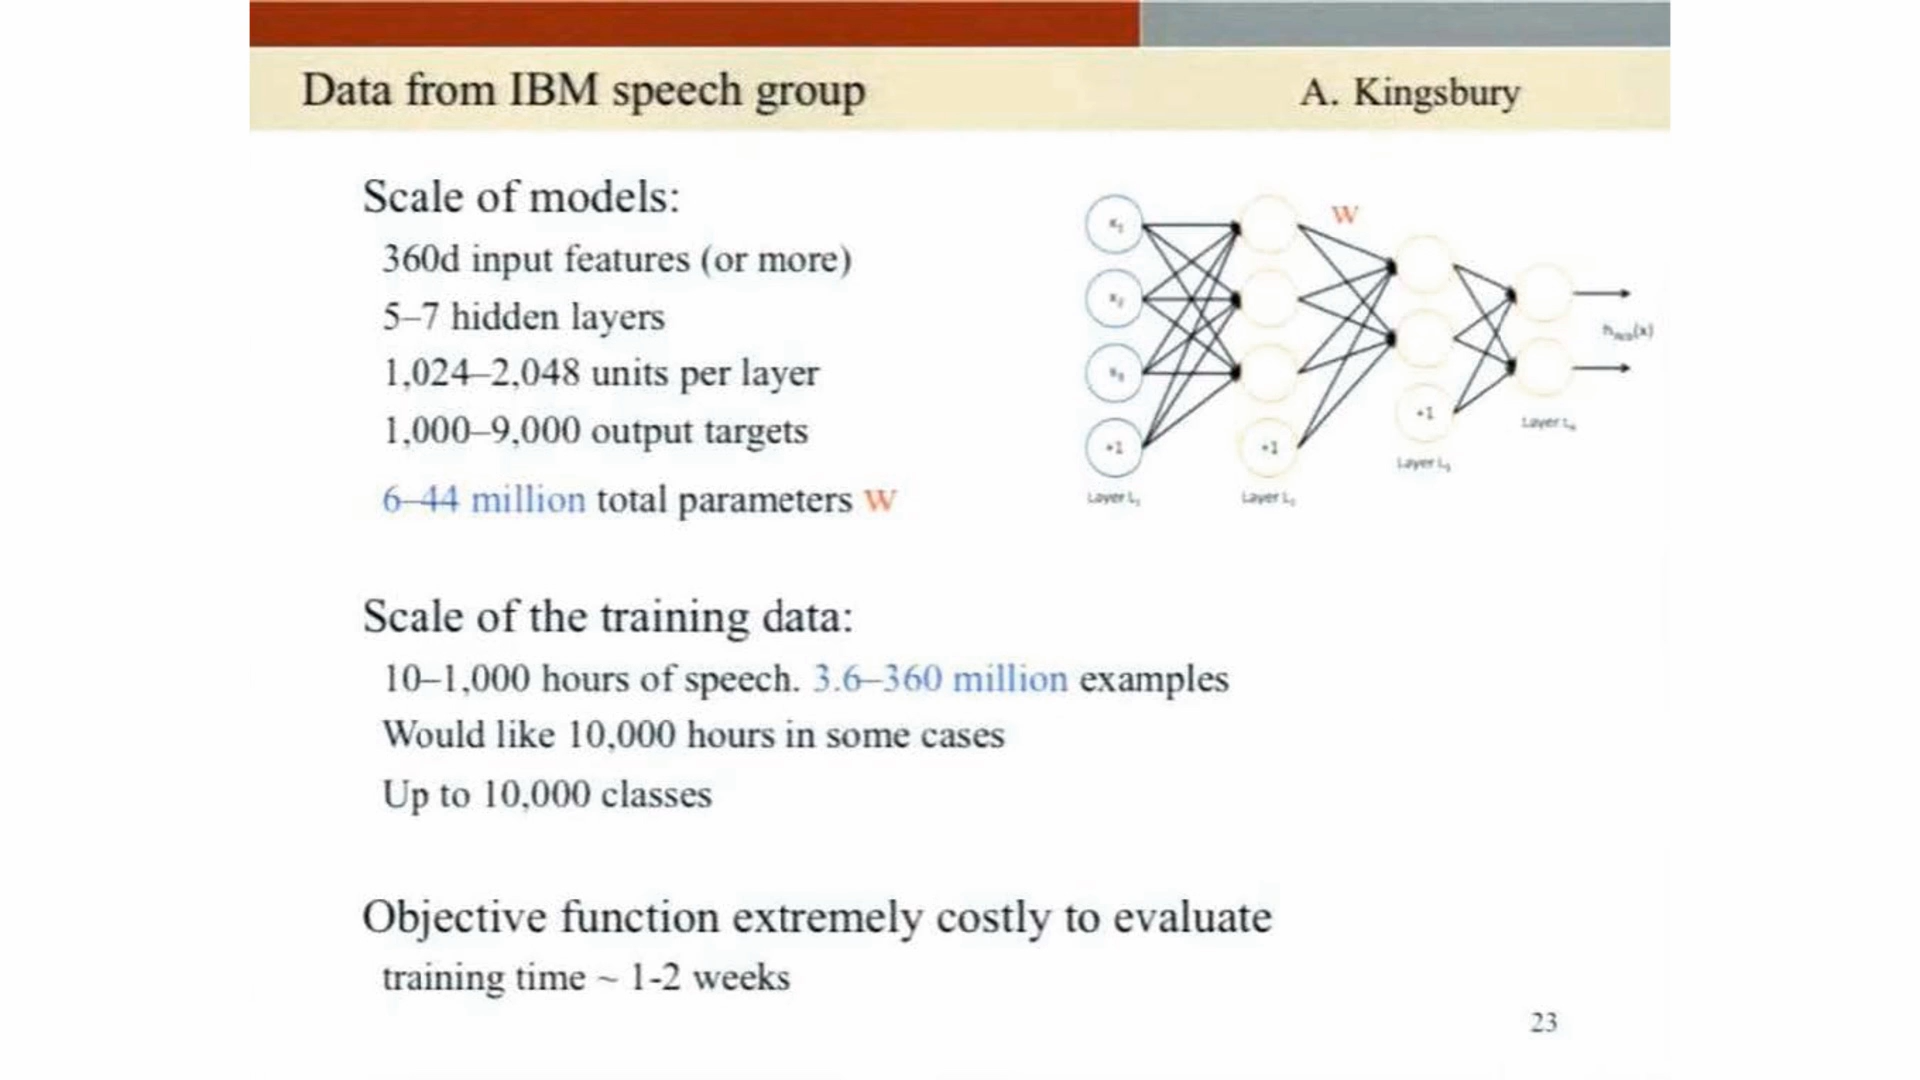 Data from IBM speech group
A. Kingsbury
Scale of models:
360d input features (or more)
5–7 hidden layers
1,024–2,048 units per layer
1,000–9,000 output targets
6–44 million total parameters W
W
+1
+1
+1
Layer L
Layer L
Layer L
Layer L
Scale of the training data:
10–1,000 hours of speech. 3.6–360 million examples
Would like 10,000 hours in some cases
Up to 10,000 classes
Objective function extremely costly to evaluate
training time ~ 1-2 weeks
23